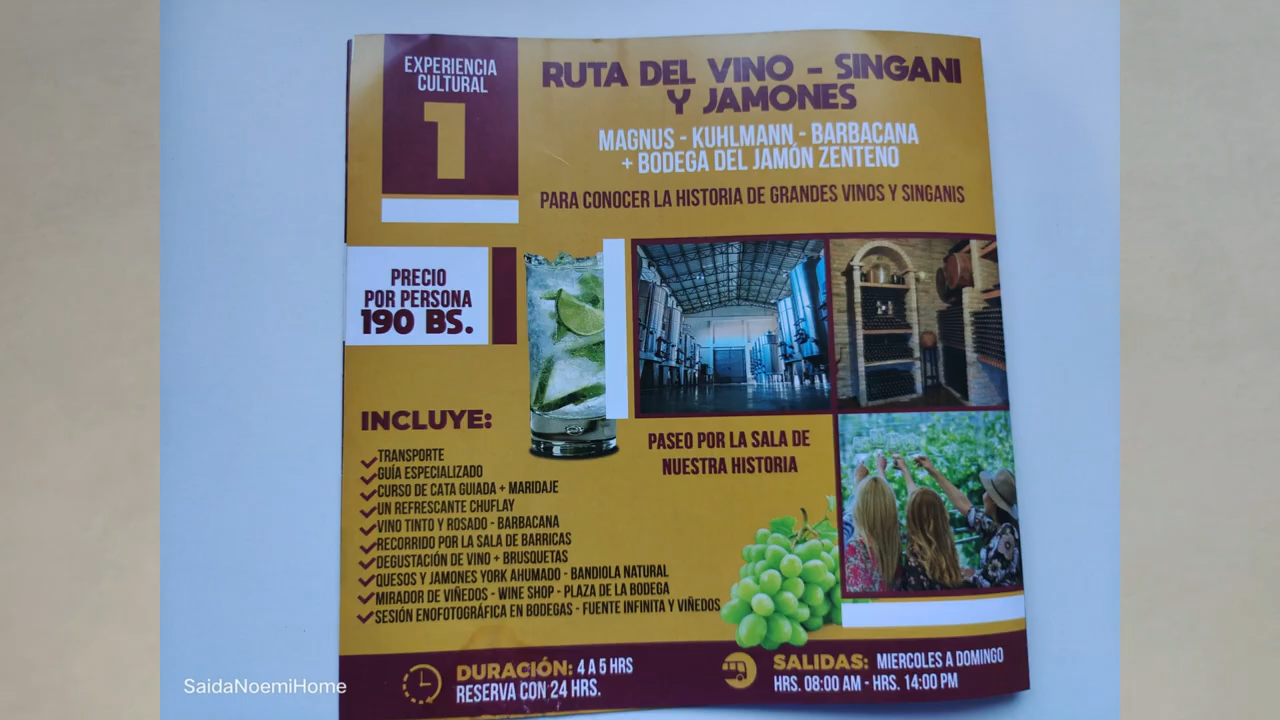 EXPERIENCIA
CULTURAL
1
RUTA DEL VINO - SINGANI
Y JAMONES
MAGNUS - KUHLMANN - BARBACANA
+ BODEGA DEL JAMÓN ZENTENO
PARA CONOCER LA HISTORIA DE GRANDES VINOS Y SINGANIS
PRECIO
POR PERSONA
190 BS.
INCLUYE:
TRANSPORTE
GUÍA ESPECIALIZADO
CURSO DE CATA GUIADA + MARIDAJE
UN REFRESCANTE CHUFLAY
VINO TINTO Y ROSADO - BARBACANA
RECORRIDO POR LA SALA DE BARRICAS
DEGUSTACIÓN DE VINO + BRUSQUETAS
QUESOS Y JAMONES YORK AHUMADO - BANDIOLA NATURAL
MIRADOR DE VIÑEDOS - WINE SHOP - PLAZA DE LA BODEGA
SESIÓN ENOFOTOGRÁFICA EN BODEGAS - FUENTE INFINITA Y VIÑEDOS
PASEO POR LA SALA DE
NUESTRA HISTORIA
DURACIÓN: 4 A 5 HRS
RESERVA CON 24 HRS.
SALIDAS: MIERCOLES A DOMINGO
HRS. 08:00 AM - HRS. 14:00 PM
SaidaNoemiHome